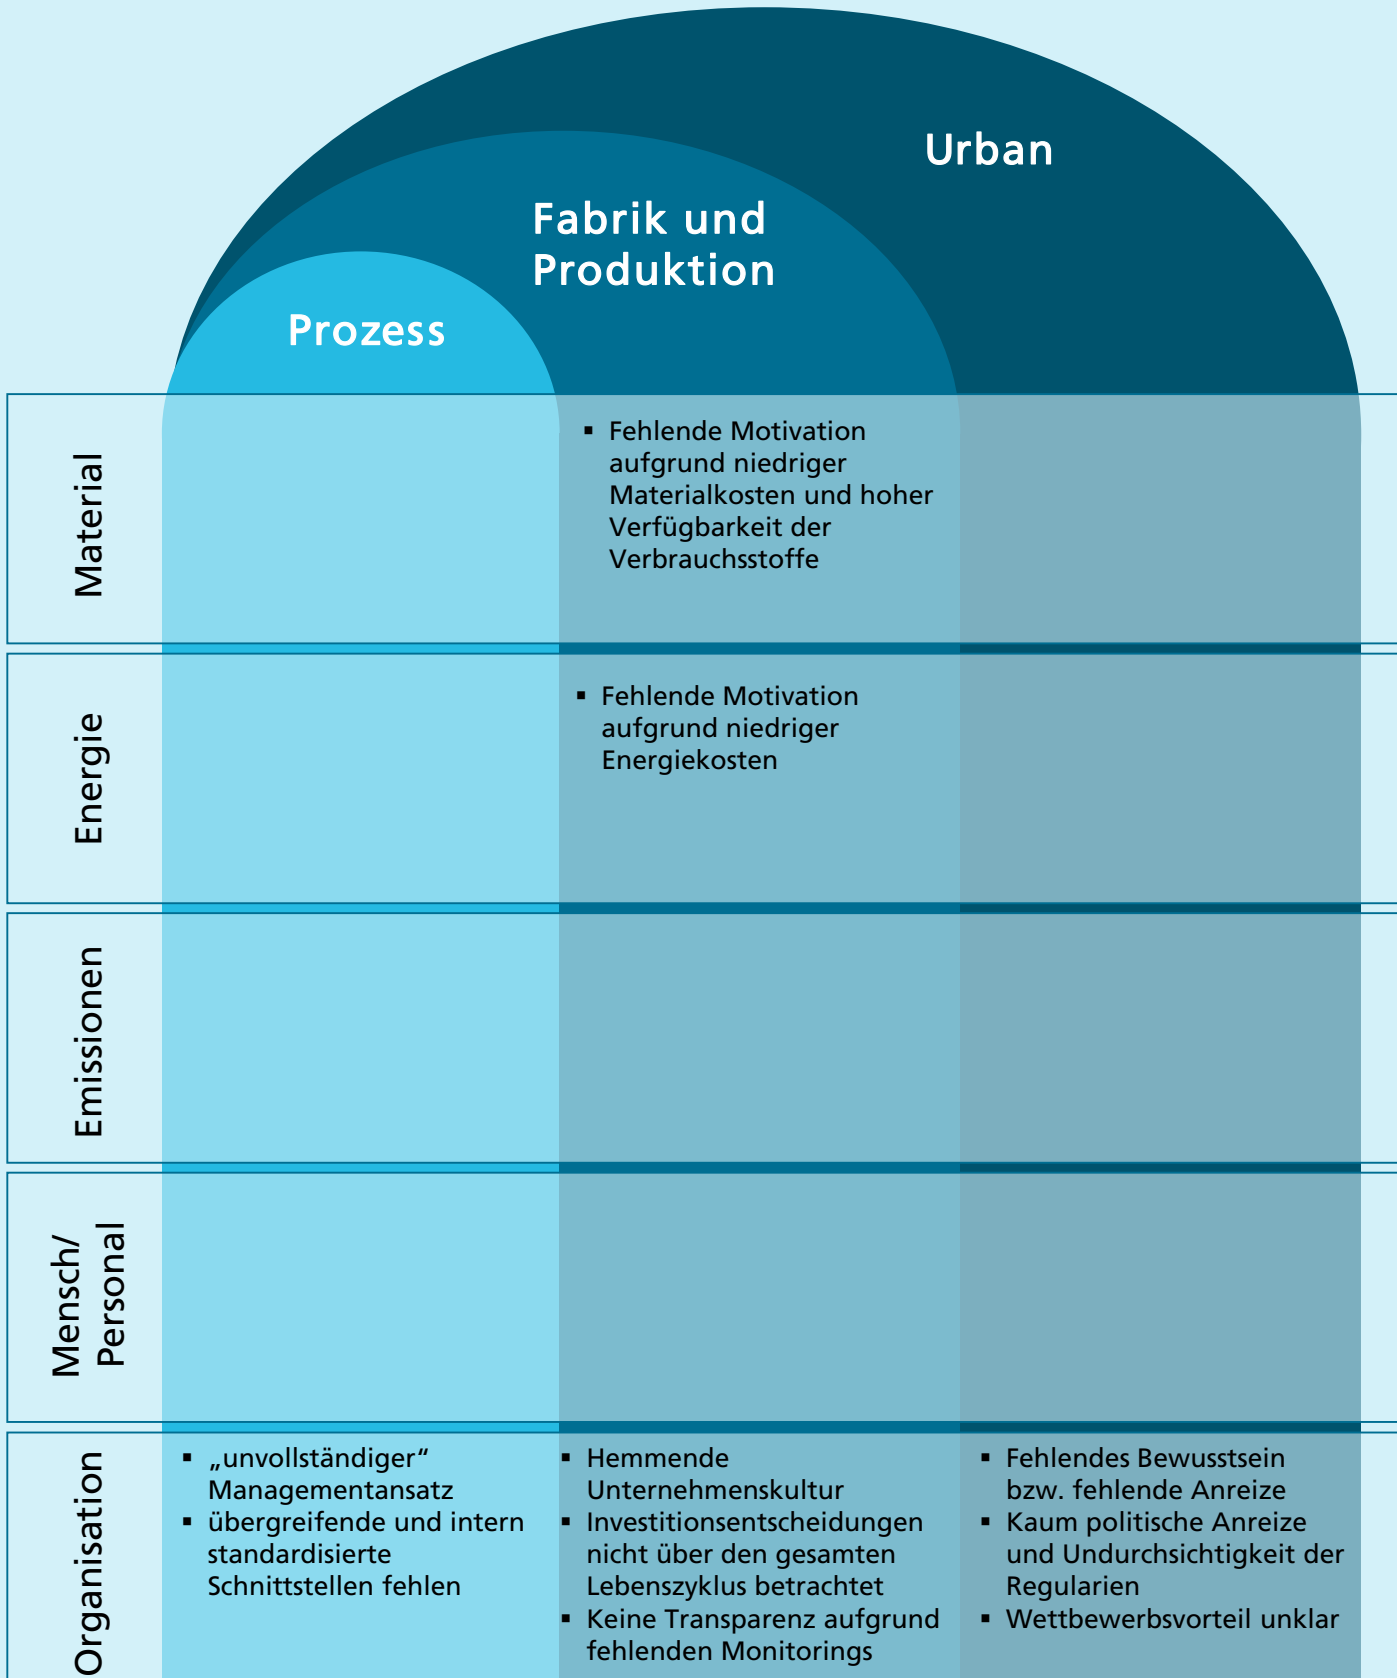 Urban
Fabrik und
Produktion
Prozess
Material
▪ Fehlende Motivation
aufgrund niedriger
Materialkosten und hoher
Verfügbarkeit der
Verbrauchsstoffe
Energie
▪ Fehlende Motivation
aufgrund niedriger
Energiekosten
Emissionen
Mensch/
Personal
Organisation
▪ „unvollständiger“
Managementansatz
▪ übergreifende und intern
standardisierte
Schnittstellen fehlen
▪ Hemmende
Unternehmenskultur
▪ Investitionsentscheidungen
nicht über den gesamten
Lebenszyklus betrachtet
▪ Keine Transparenz aufgrund
fehlenden Monitorings
▪ Fehlendes Bewusstsein
bzw. fehlende Anreize
▪ Kaum politische Anreize
und Undurchsichtigkeit der
Regularien
▪ Wettbewerbsvorteil unklar